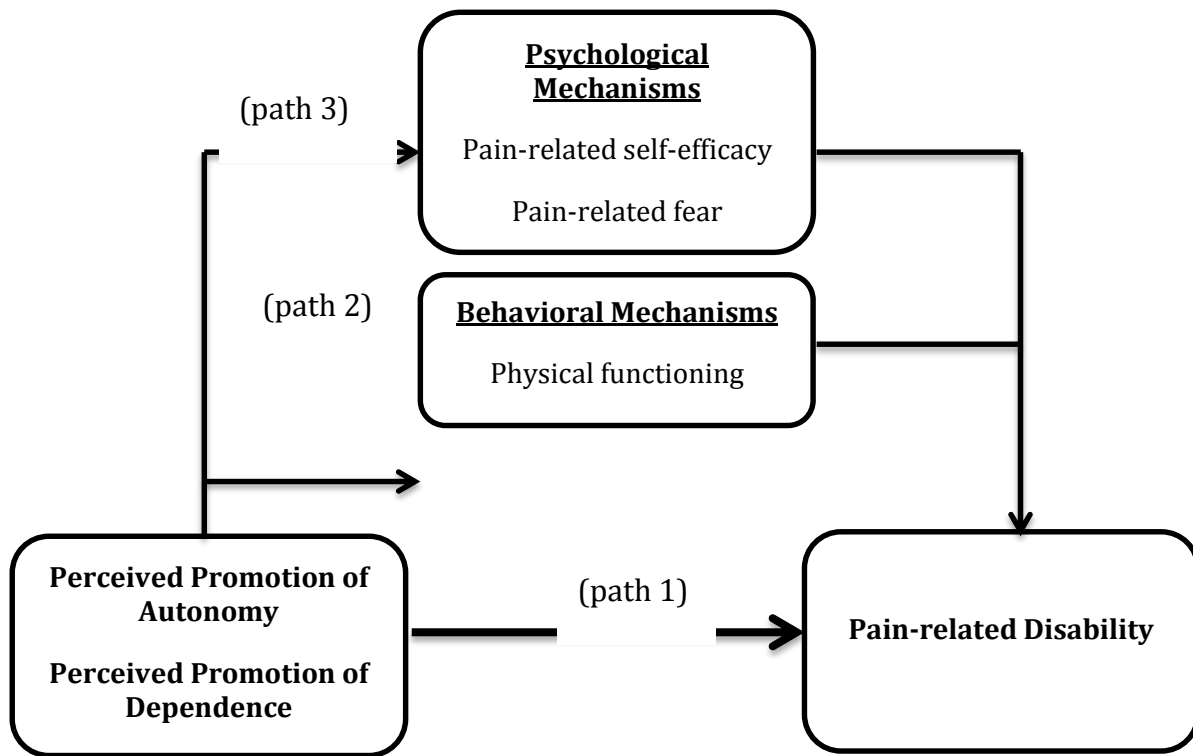 Psychological
Mechanisms
(path 3)
Pain-related self-efficacy
Pain-related fear
(path 2)
Behavioral Mechanisms
Physical functioning
Perceived Promotion of
Autonomy
Perceived Promotion of
Dependence
(path 1)
Pain-related Disability